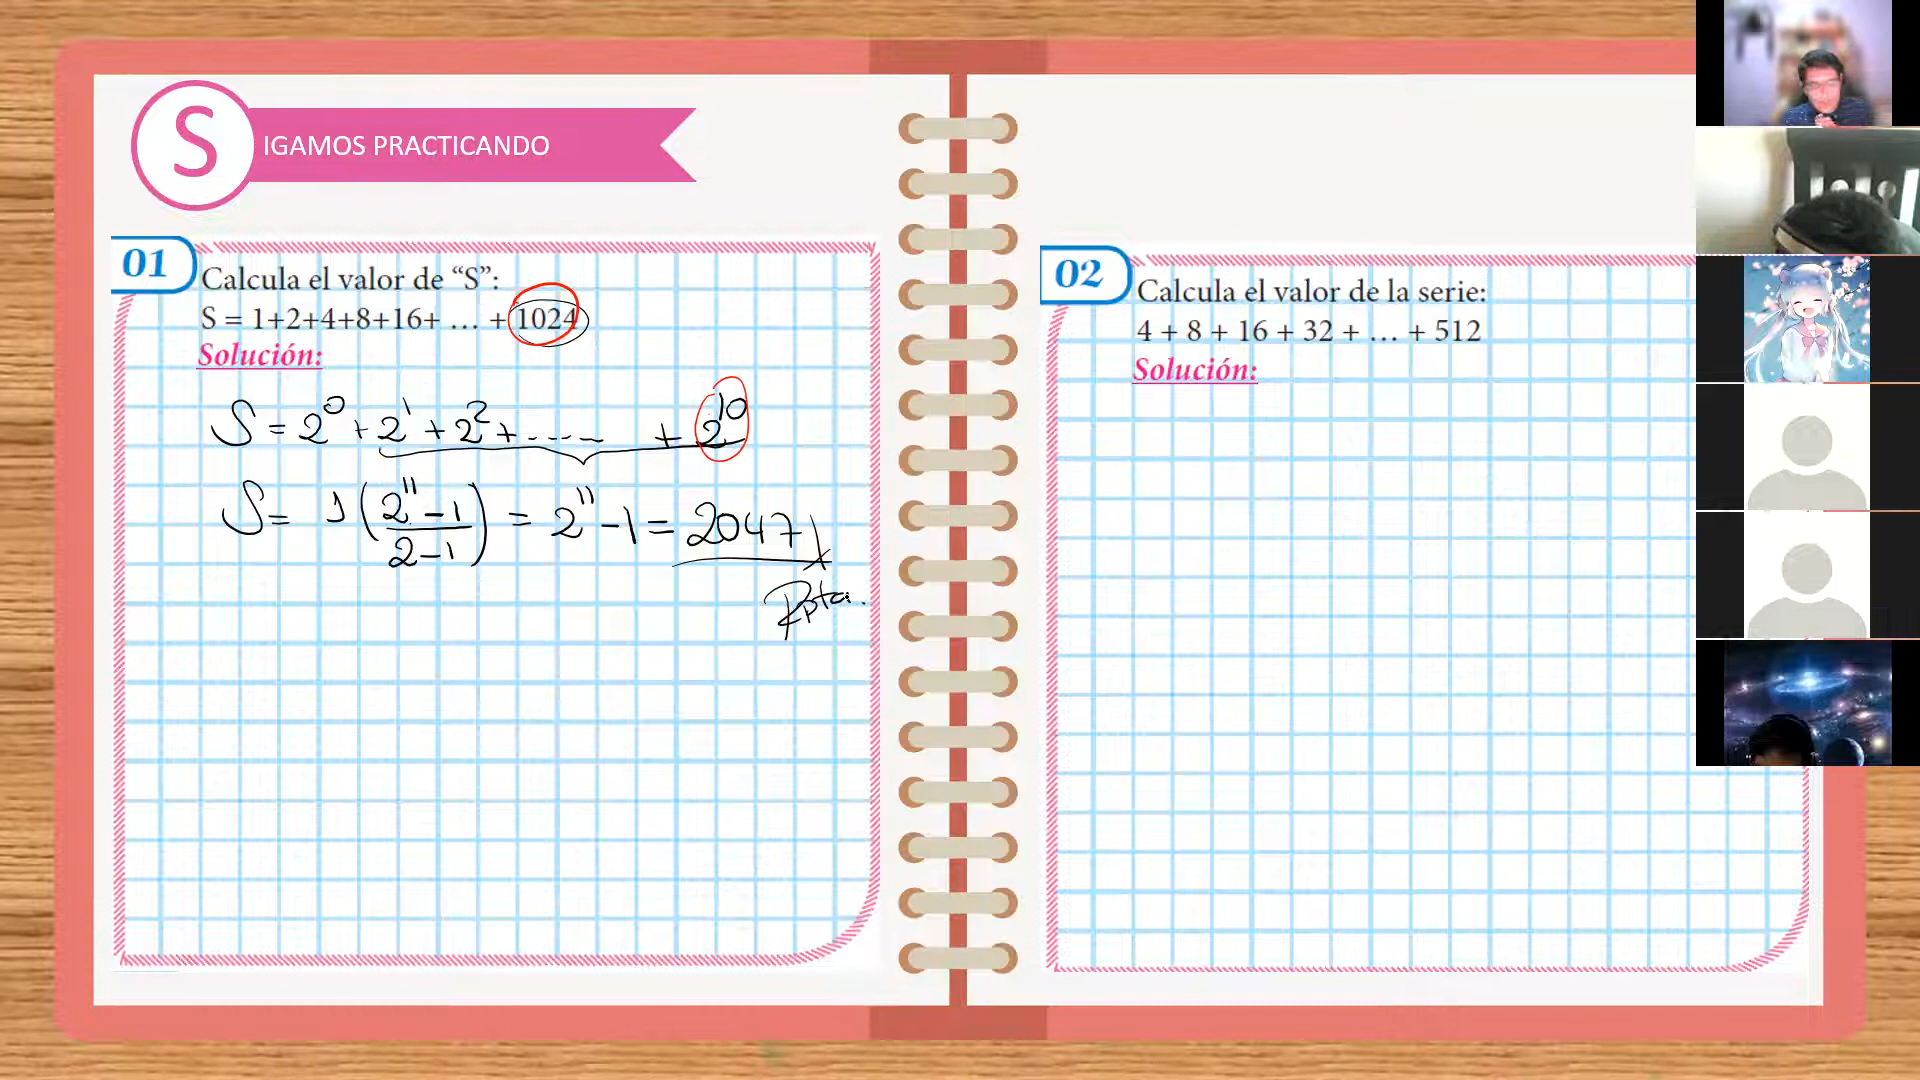 S IGAMOS PRACTICANDO
01
Calcula el valor de “S”:
S = 1+2+4+8+16+ … + 1024
Solución:
S = 2⁰ + 2¹ + 2² + ---- + 2¹⁰
S = 1 (2¹¹ - 1 / 2 - 1) = 2¹¹ - 1 = 2047
Rpta.
02
Calcula el valor de la serie:
4 + 8 + 16 + 32 + … + 512
Solución: